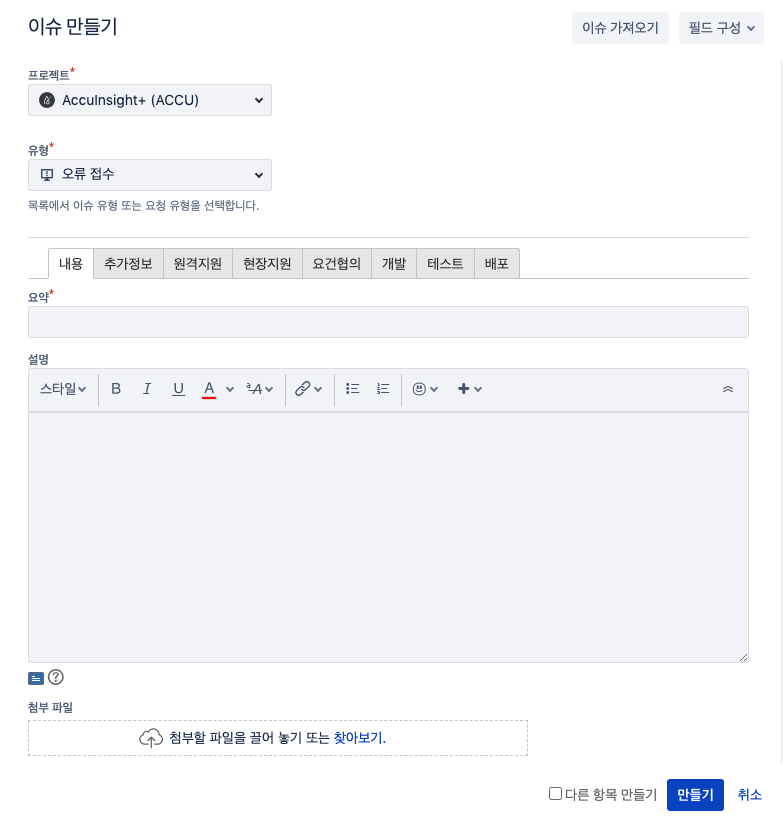 이슈 만들기
이슈 가져오기 필드 구성
프로젝트*
AccuInsight+ (ACCU)
유형*
오류 접수
목록에서 이슈 유형 또는 요청 유형을 선택합니다.
내용 추가정보 원격지원 현장지원 요건협의 개발 테스트 배포
요약*
설명
스타일 B I U A ªA
첨부 파일
첨부할 파일을 끌어 놓기 또는 찾아보기.
다른 항목 만들기 만들기 취소